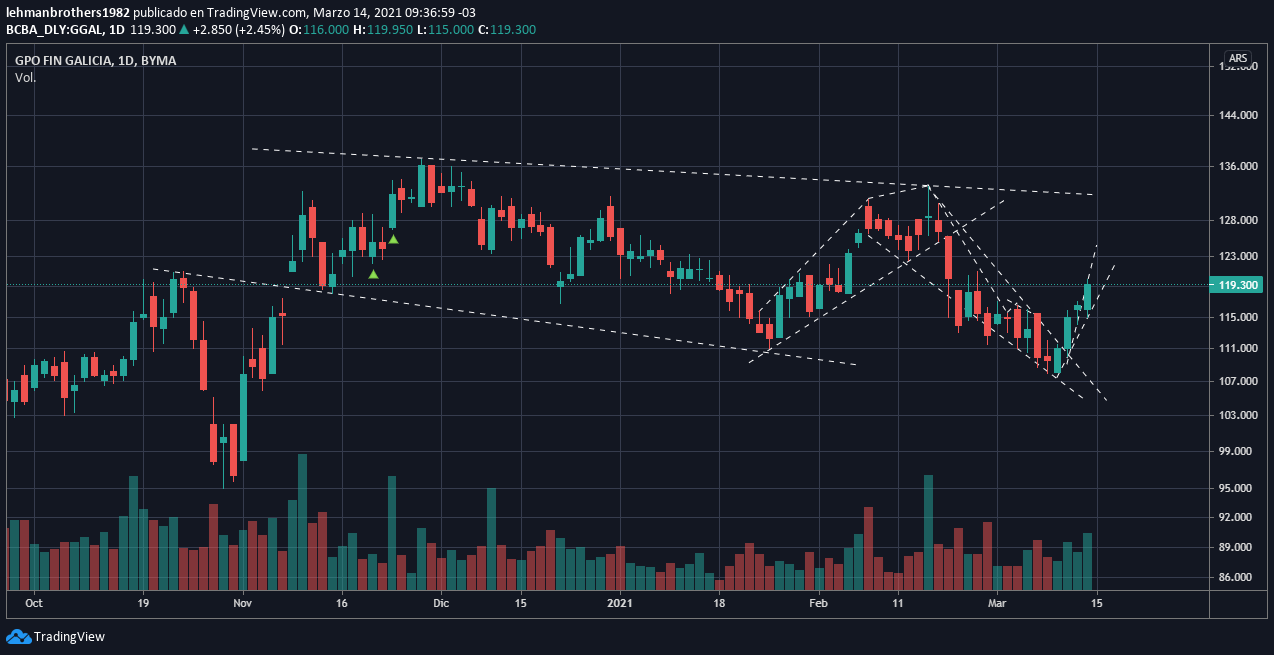 lehmanbrothers1982 publicado en TradingView.com, Marzo 14, 2021 09:36:59 -03
BCBA_DLY:GGAL, 1D 119.300 ▲ +2.850 (+2.45%) O:116.000 H:119.950 L:115.000 C:119.300
GPO FIN GALICIA, 1D, BYMA
Vol.
ARS
152.000
144.000
136.000
128.000
123.000
119.300
115.000
111.000
107.000
103.000
99.000
95.000
92.000
89.000
86.000
Oct 19 Nov 16 Dic 15 2021 18 Feb 11 Mar 15
TradingView